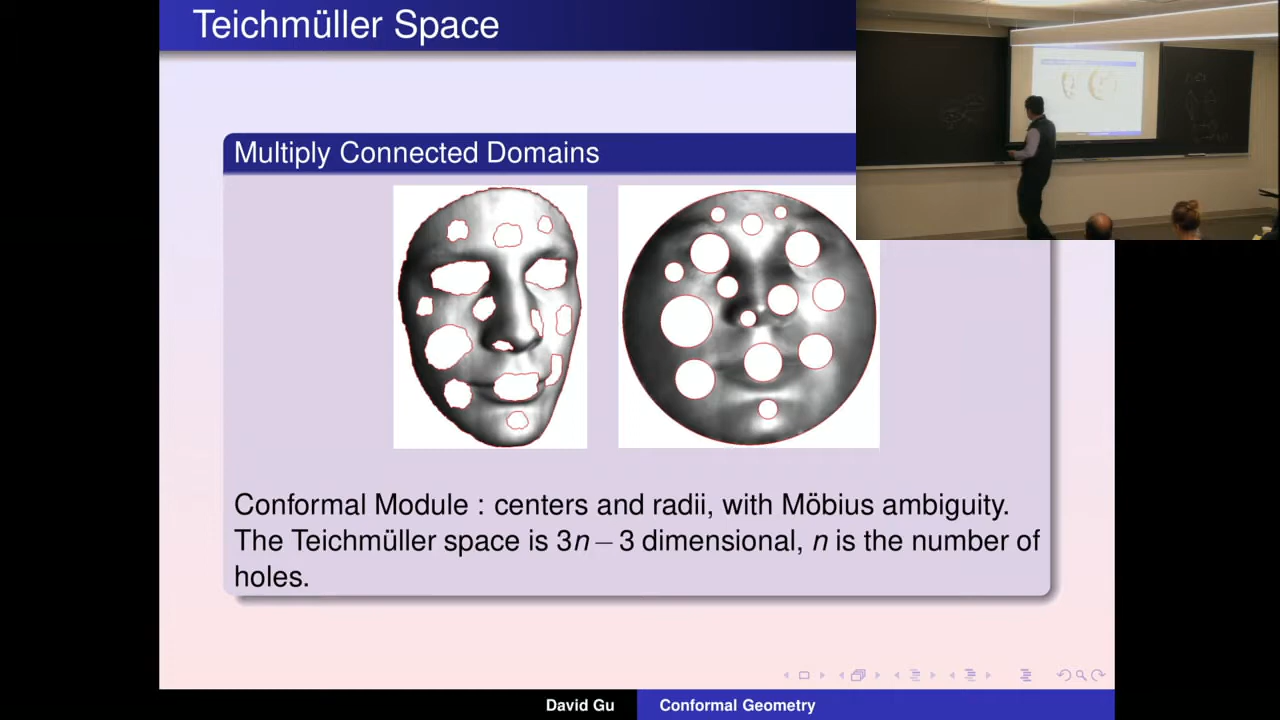 Teichmüller Space
Multiply Connected Domains
Conformal Module : centers and radii, with Möbius ambiguity.
The Teichmüller space is 3n − 3 dimensional, n is the number of
holes.
David Gu
Conformal Geometry